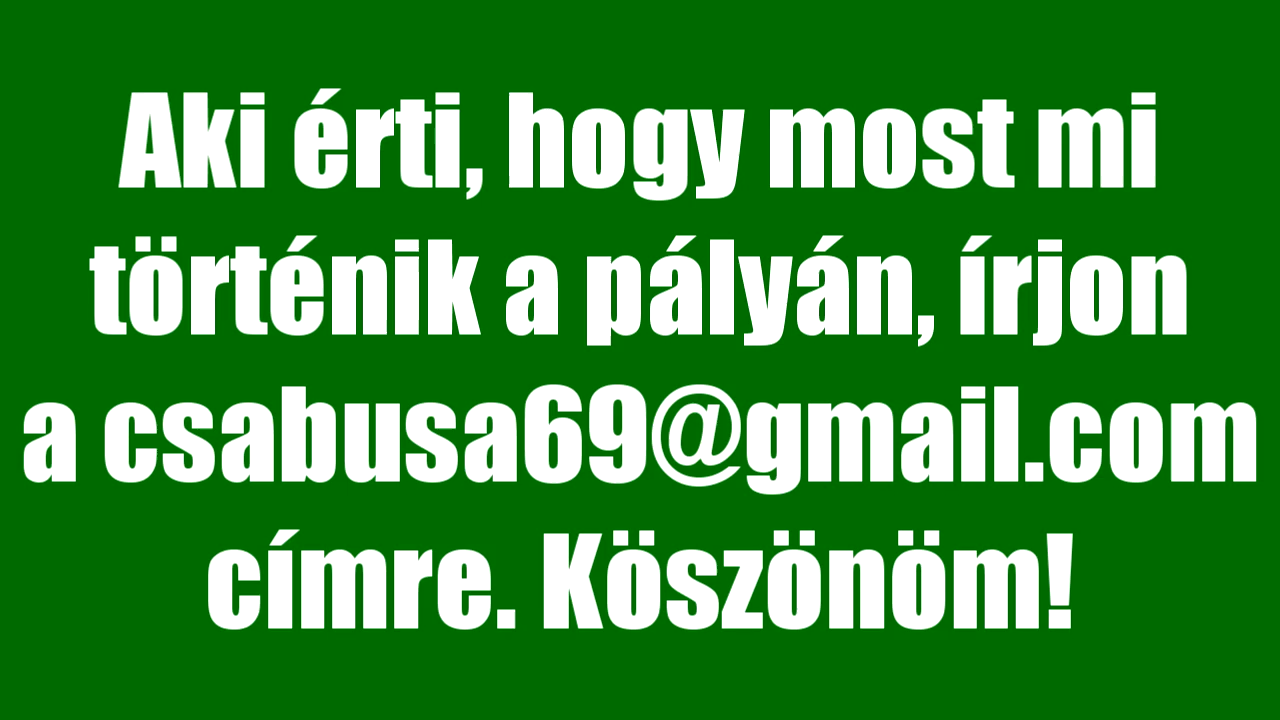 Aki érti, hogy most mi
történik a pályán, írjon
a csabusa69@gmail.com
címre. Köszönöm!